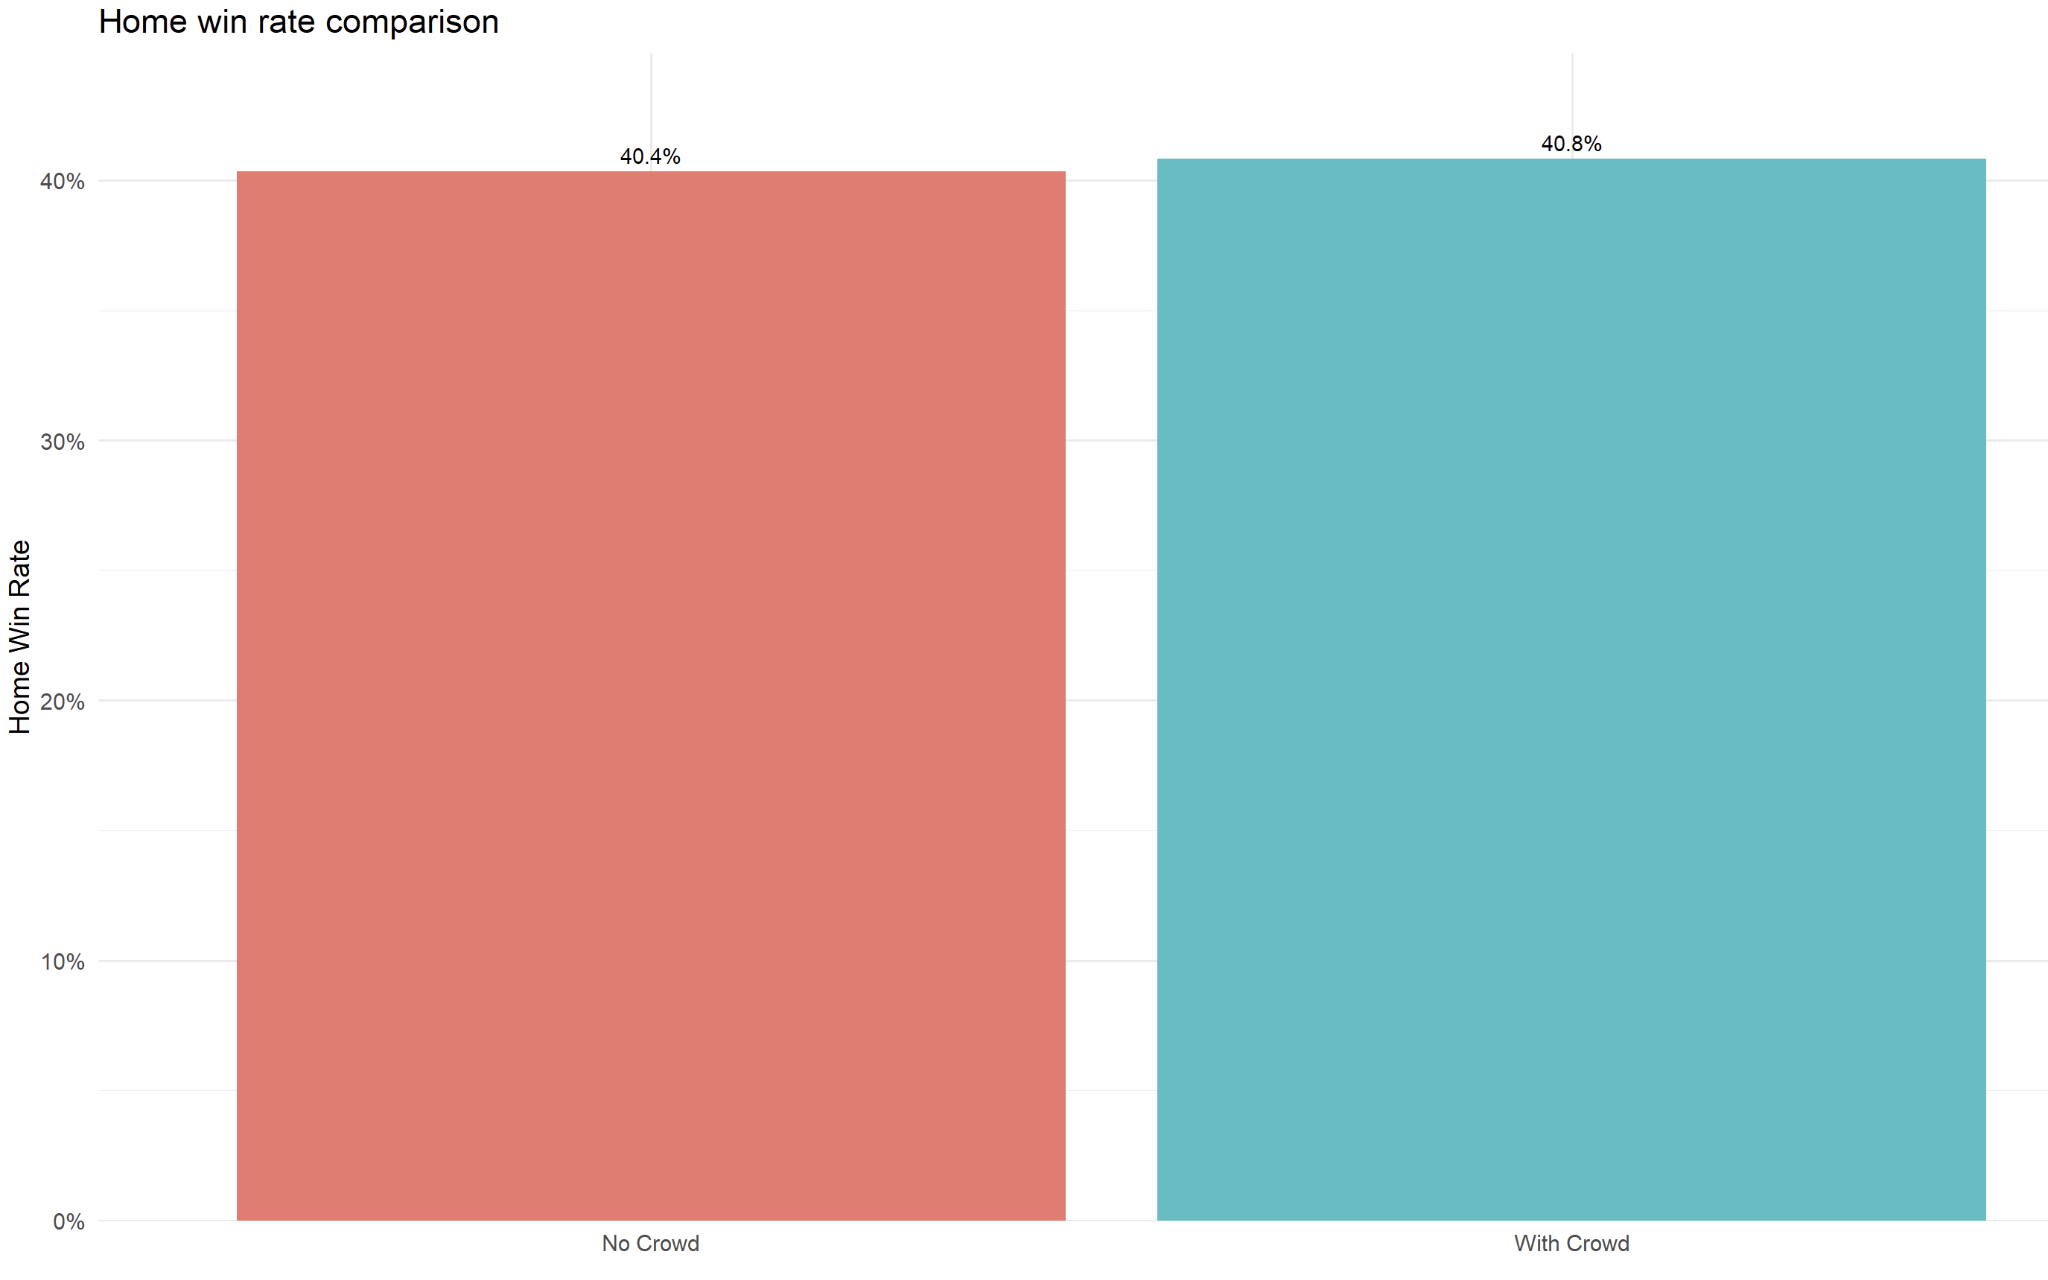 Home win rate comparison
40.4%
40.8%
40%
30%
20%
10%
0%
Home Win Rate
No Crowd
With Crowd